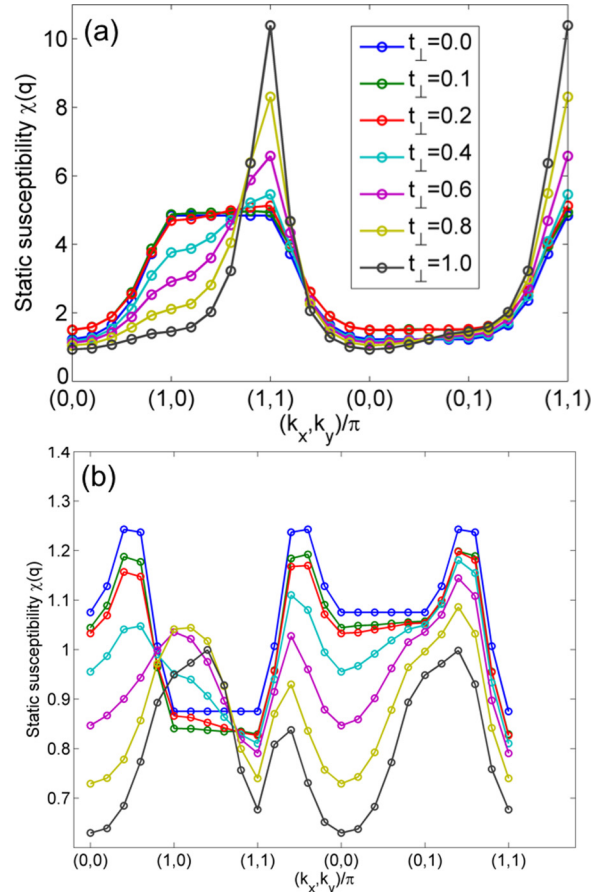 (a)
Static susceptibility χ(q)
10
8
6
4
2
0
t⊥=0.0
t⊥=0.1
t⊥=0.2
t⊥=0.4
t⊥=0.6
t⊥=0.8
t⊥=1.0
(0,0) (1,0) (1,1) (0,0) (0,1) (1,1)
(kx,ky)/π
(b)
Static susceptibility χ(q)
1.4
1.3
1.2
1.1
1
0.9
0.8
0.7
(0,0) (1,0) (1,1) (0,0) (0,1) (1,1)
(kx,ky)/π